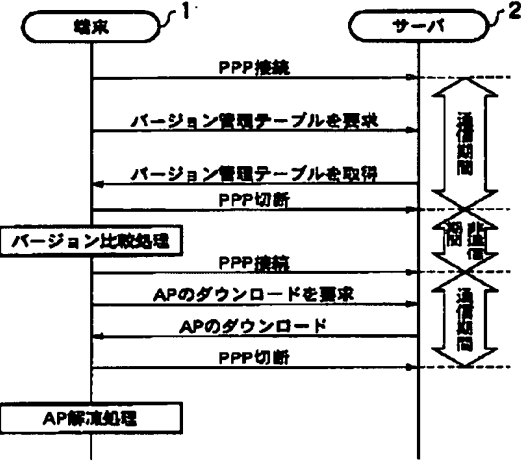 端末
1
サーバ
2
PPP接続
バージョン管理テーブルを要求
バージョン管理テーブルを取得
PPP切断
通信期間
バージョン比較処理
非通信
期間
PPP接続
APのダウンロードを要求
APのダウンロード
PPP切断
通信期間
AP解凍処理